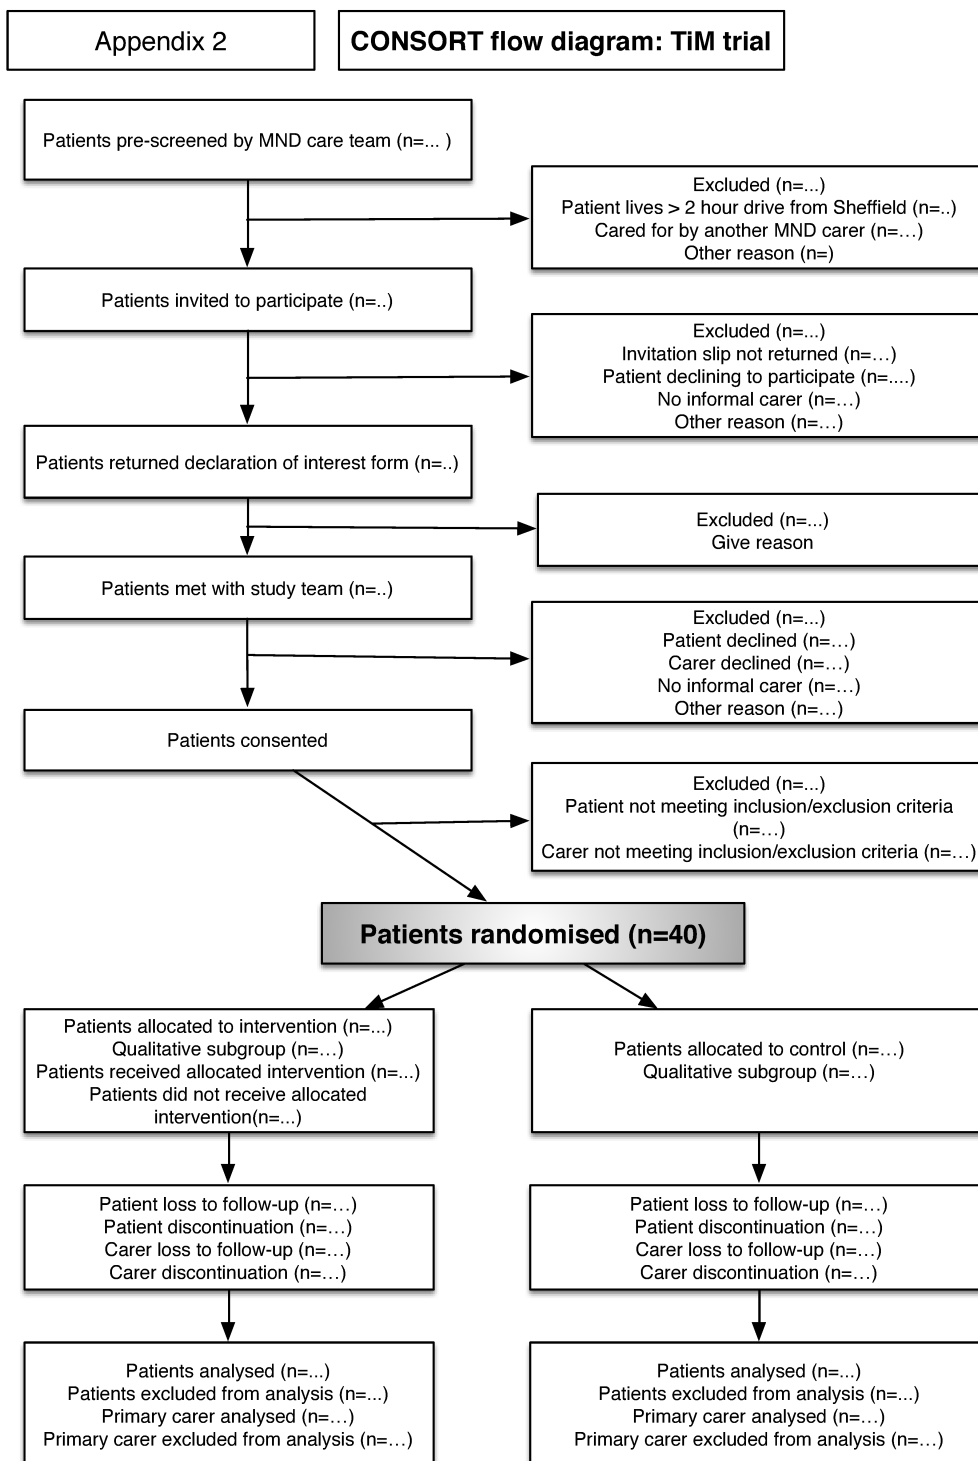 Appendix 2
CONSORT flow diagram: TiM trial
Patients pre-screened by MND care team (n=... )
Excluded (n=...)
Patient lives > 2 hour drive from Sheffield (n=..)
Cared for by another MND carer (n=…)
Other reason (n=)
Patients invited to participate (n=..)
Excluded (n=...)
Invitation slip not returned (n=…)
Patient declining to participate (n=....)
No informal carer (n=…)
Other reason (n=…)
Patients returned declaration of interest form (n=..)
Excluded (n=...)
Give reason
Patients met with study team (n=..)
Excluded (n=...)
Patient declined (n=…)
Carer declined (n=…)
No informal carer (n=…)
Other reason (n=…)
Patients consented
Excluded (n=...)
Patient not meeting inclusion/exclusion criteria
(n=…)
Carer not meeting inclusion/exclusion criteria (n=…)
Patients randomised (n=40)
Patients allocated to intervention (n=...)
Qualitative subgroup (n=…)
Patients received allocated intervention (n=...)
Patients did not receive allocated
intervention(n=...)
Patients allocated to control (n=…)
Qualitative subgroup (n=…)
Patient loss to follow-up (n=…)
Patient discontinuation (n=…)
Carer loss to follow-up (n=…)
Carer discontinuation (n=…)
Patient loss to follow-up (n=…)
Patient discontinuation (n=…)
Carer loss to follow-up (n=…)
Carer discontinuation (n=…)
Patients analysed (n=...)
Patients excluded from analysis (n=...)
Primary carer analysed (n=…)
Primary carer excluded from analysis (n=…)
Patients analysed (n=...)
Patients excluded from analysis (n=...)
Primary carer analysed (n=…)
Primary carer excluded from analysis (n=…)